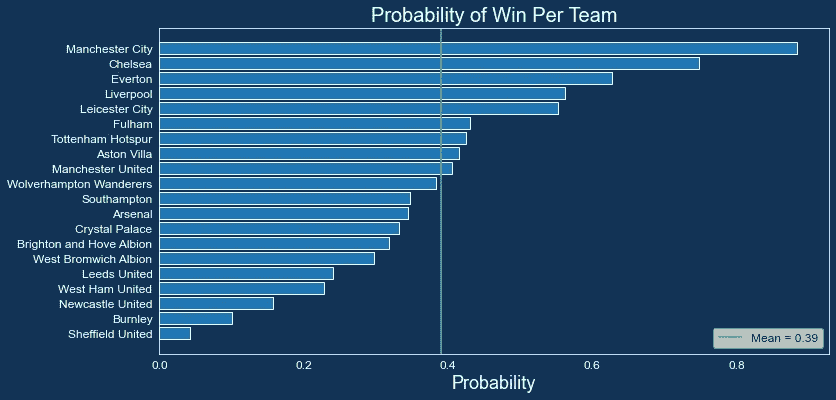 Probability of Win Per Team
Manchester City
Chelsea
Everton
Liverpool
Leicester City
Fulham
Tottenham Hotspur
Aston Villa
Manchester United
Wolverhampton Wanderers
Southampton
Arsenal
Crystal Palace
Brighton and Hove Albion
West Bromwich Albion
Leeds United
West Ham United
Newcastle United
Burnley
Sheffield United
Mean = 0.39
0.0 0.2 0.4 0.6 0.8
Probability